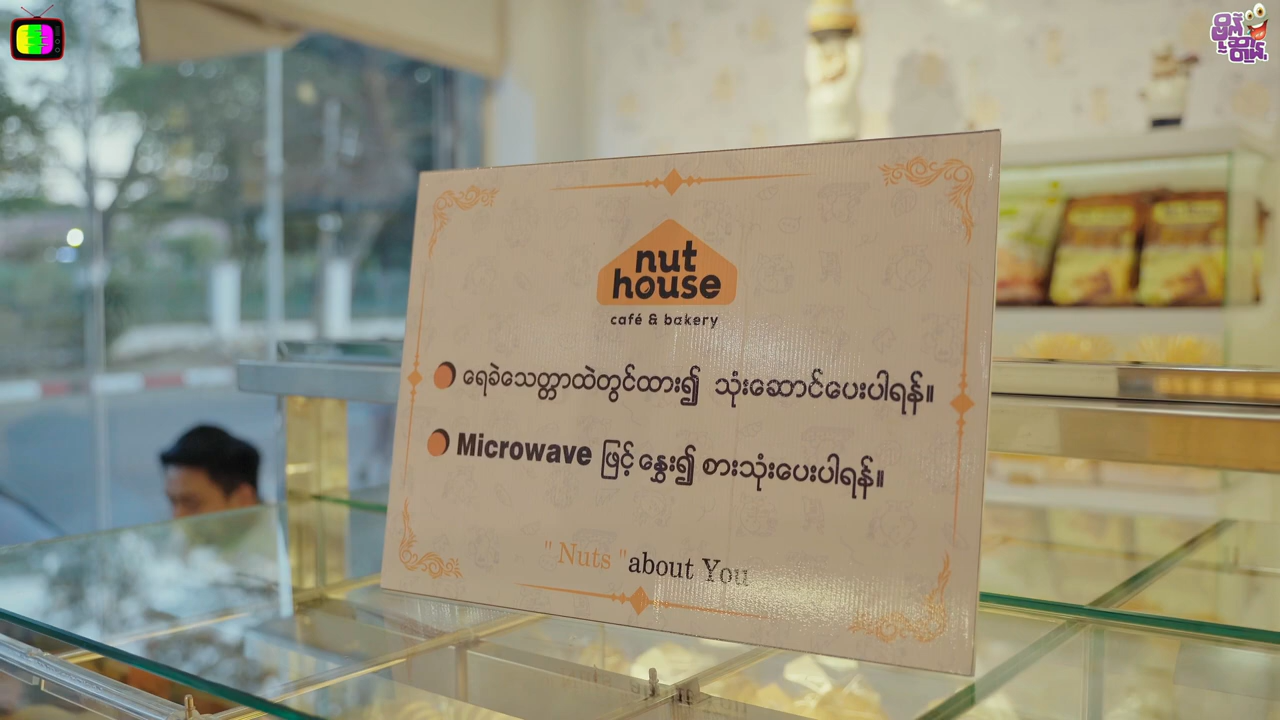 nut
house
café & bakery
ရေခဲသေတ္တာထဲတွင်ထား၍ သုံးဆောင်ပေးပါရန်။
Microwave ဖြင့် နွှေး၍ စားသုံးပေးပါရန်။
" Nuts "about You